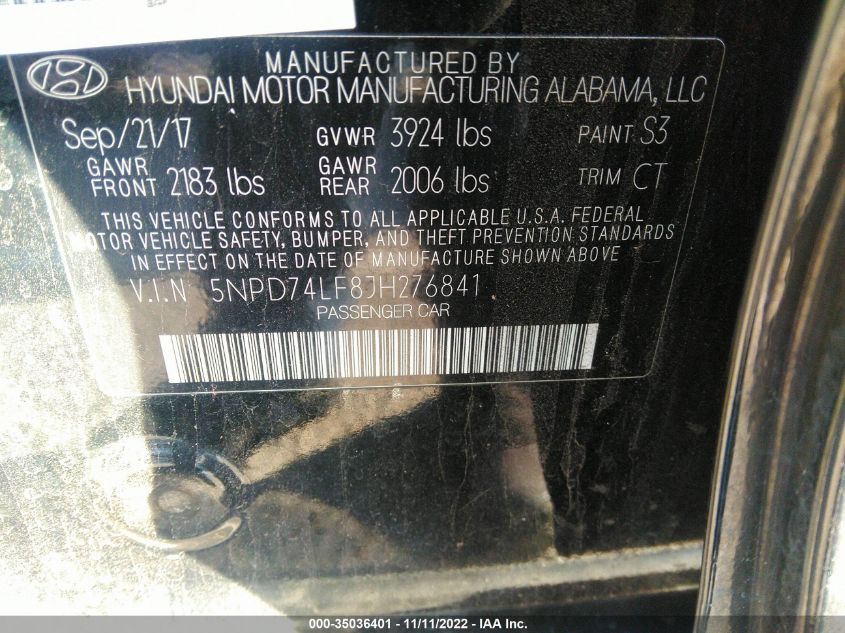 MANUFACTURED BY
HYUNDAI MOTOR MANUFACTURING ALABAMA, LLC
Sep/21/17 GVWR 3924 lbs PAINT S3
GAWR FRONT 2183 lbs GAWR REAR 2006 lbs TRIM CT
THIS VEHICLE CONFORMS TO ALL APPLICABLE U.S.A. FEDERAL
MOTOR VEHICLE SAFETY, BUMPER, AND THEFT PREVENTION STANDARDS
IN EFFECT ON THE DATE OF MANUFACTURE SHOWN ABOVE
V.I.N 5NPD74LF8JH276841
PASSENGER CAR
000-35036401 - 11/11/2022 - IAA Inc.